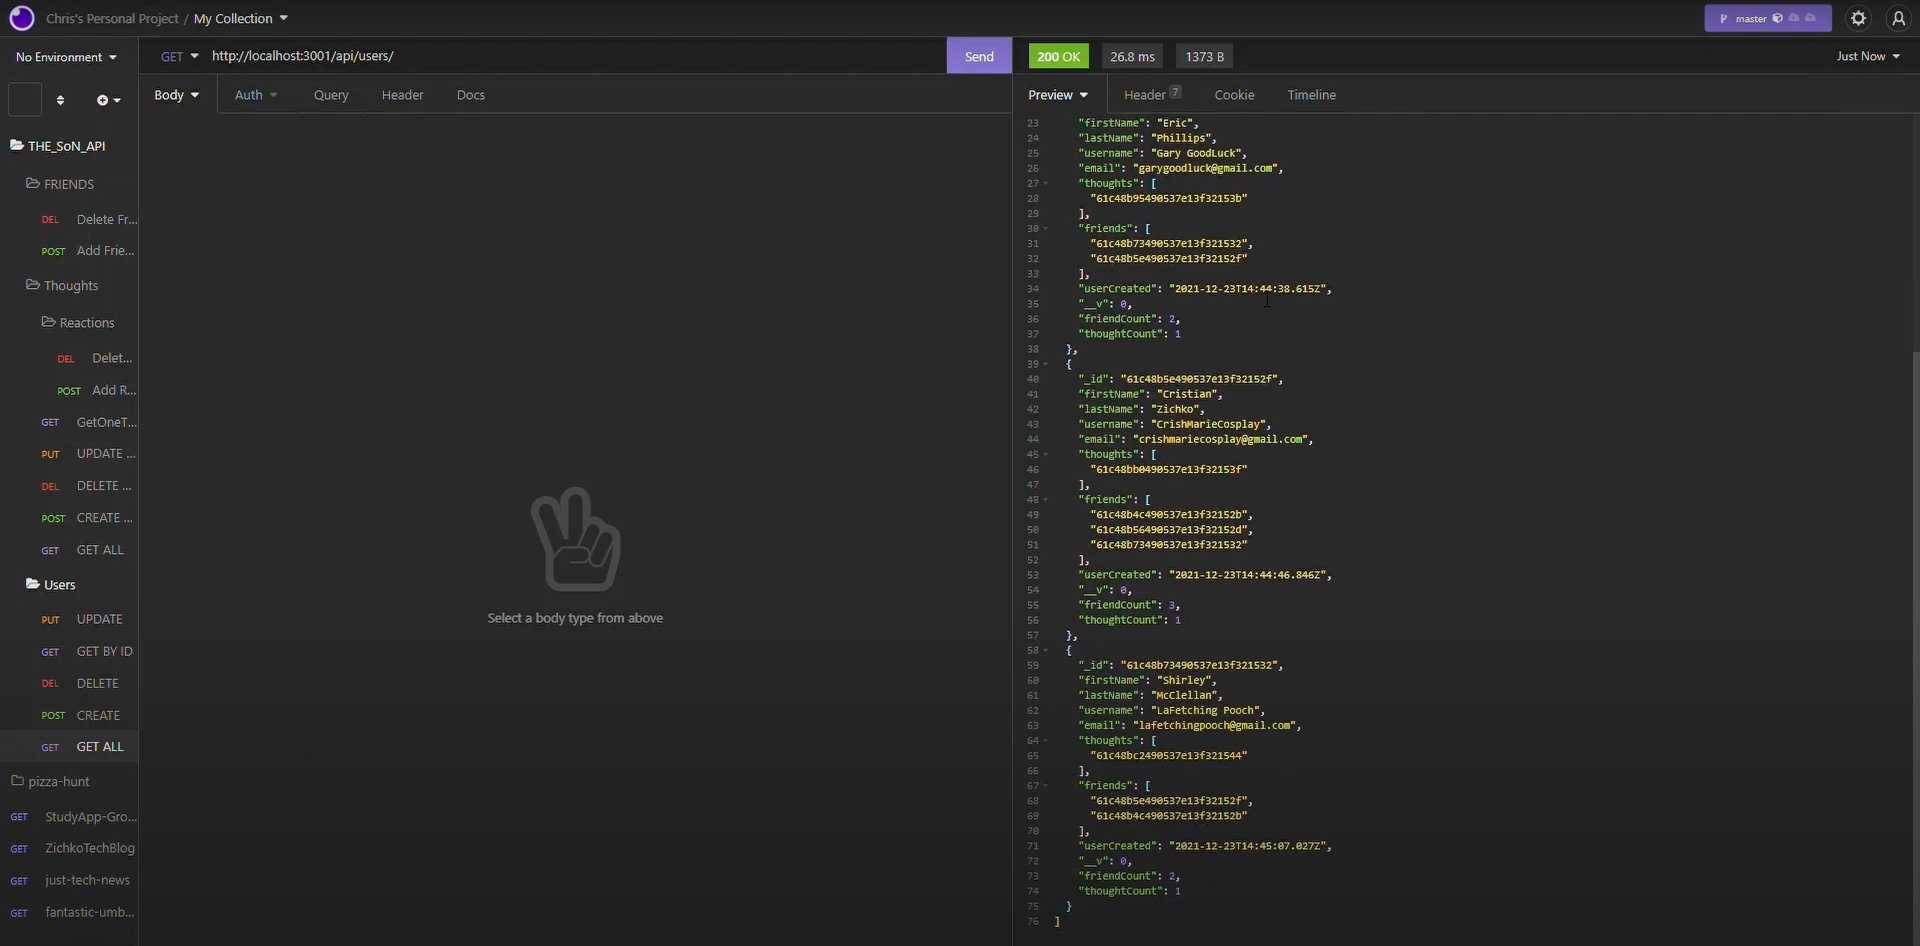 Chris's Personal Project / My Collection
master
No Environment
GET http://localhost:3001/api/users/
Send
200 OK 26.8 ms 1373 B
Just Now
Body Auth Query Header Docs
Preview Header 7 Cookie Timeline
THE_SoN_API
FRIENDS
DEL Delete Fr...
POST Add Frie...
Thoughts
Reactions
DEL Delet...
POST Add R...
GET GetOneT...
PUT UPDATE ...
DEL DELETE ...
POST CREATE ...
GET GET ALL
Users
PUT UPDATE
GET GET BY ID
DEL DELETE
POST CREATE
GET GET ALL
pizza-hunt
GET StudyApp-Gro...
GET ZichkoTechBlog
GET just-tech-news
GET fantastic-umb...
Select a body type from above
23 "firstName": "Eric",
24 "lastName": "Phillips",
25 "username": "Gary GoodLuck",
26 "email": "garygoodluck@gmail.com",
27 "thoughts": [
28 "61c48b95490537e13f32153b"
29 ],
30 "friends": [
31 "61c48b73490537e13f321532",
32 "61c48b5e490537e13f32152f"
33 ],
34 "userCreated": "2021-12-23T14:44:38.615Z",
35 "__v": 0,
36 "friendCount": 2,
37 "thoughtCount": 1
38 },
39 {
40 "_id": "61c48b5e490537e13f32152f",
41 "firstName": "Cristian",
42 "lastName": "Zichko",
43 "username": "CrishMarieCosplay",
44 "email": "crishmariecosplay@gmail.com",
45 "thoughts": [
46 "61c48bb0490537e13f32153f"
47 ],
48 "friends": [
49 "61c48b4c490537e13f32152b",
50 "61c48b56490537e13f32152d",
51 "61c48b73490537e13f321532"
52 ],
53 "userCreated": "2021-12-23T14:44:46.846Z",
54 "__v": 0,
55 "friendCount": 3,
56 "thoughtCount": 1
57 },
58 {
59 "_id": "61c48b73490537e13f321532",
60 "firstName": "Shirley",
61 "lastName": "McClellan",
62 "username": "LaFetching Pooch",
63 "email": "lafetchingpooch@gmail.com",
64 "thoughts": [
65 "61c48bc2490537e13f321544"
66 ],
67 "friends": [
68 "61c48b5e490537e13f32152f",
69 "61c48b4c490537e13f32152b"
70 ],
71 "userCreated": "2021-12-23T14:45:07.027Z",
72 "__v": 0,
73 "friendCount": 2,
74 "thoughtCount": 1
75 }
76 ]